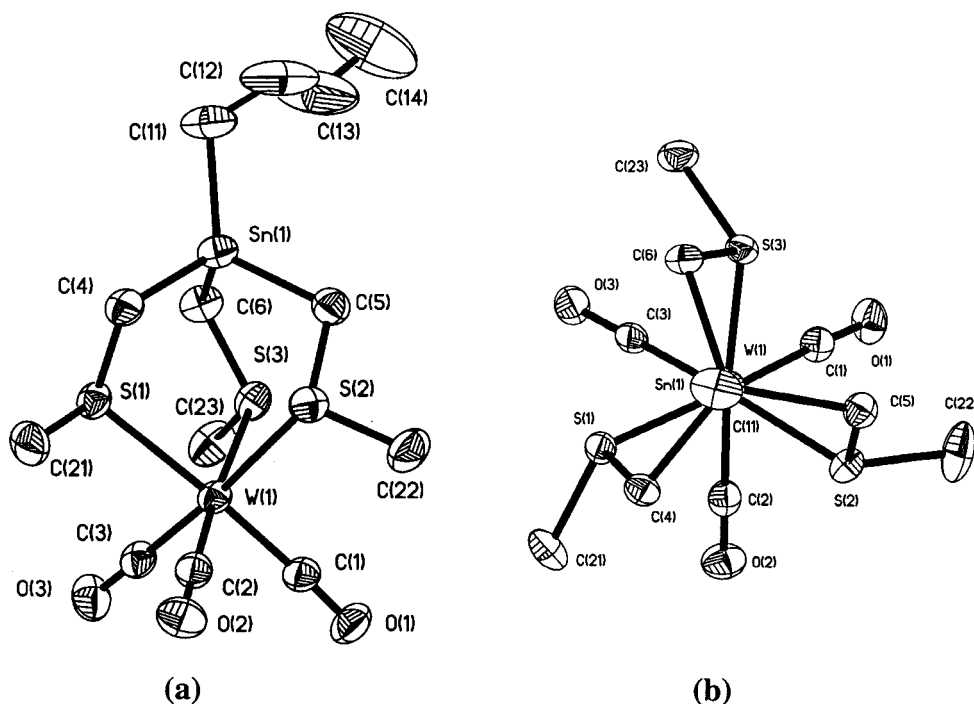 C(12)
C(14)
C(11)
C(13)
Sn(1)
C(4)
C(6)
C(5)
S(3)
S(1)
S(2)
C(23)
C(21)
W(1)
C(22)
C(3)
C(1)
O(3)
C(2)
O(2)
O(1)
(a)
C(23)
C(6)
S(3)
O(3)
C(3)
W(1)
C(1)
O(1)
Sn(1)
C(5)
C(22)
S(1)
C(11)
C(4)
C(2)
S(2)
C(21)
O(2)
(b)